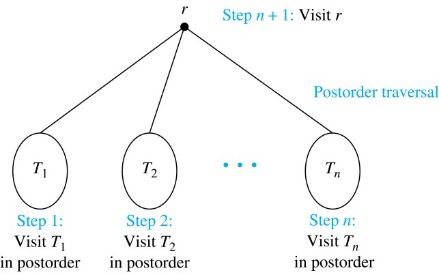 r
Step n + 1: Visit r
Postorder traversal
T1 T2 • • • Tn
Step 1: Step 2: Step n:
Visit T1 Visit T2 Visit Tn
in postorder in postorder in postorder